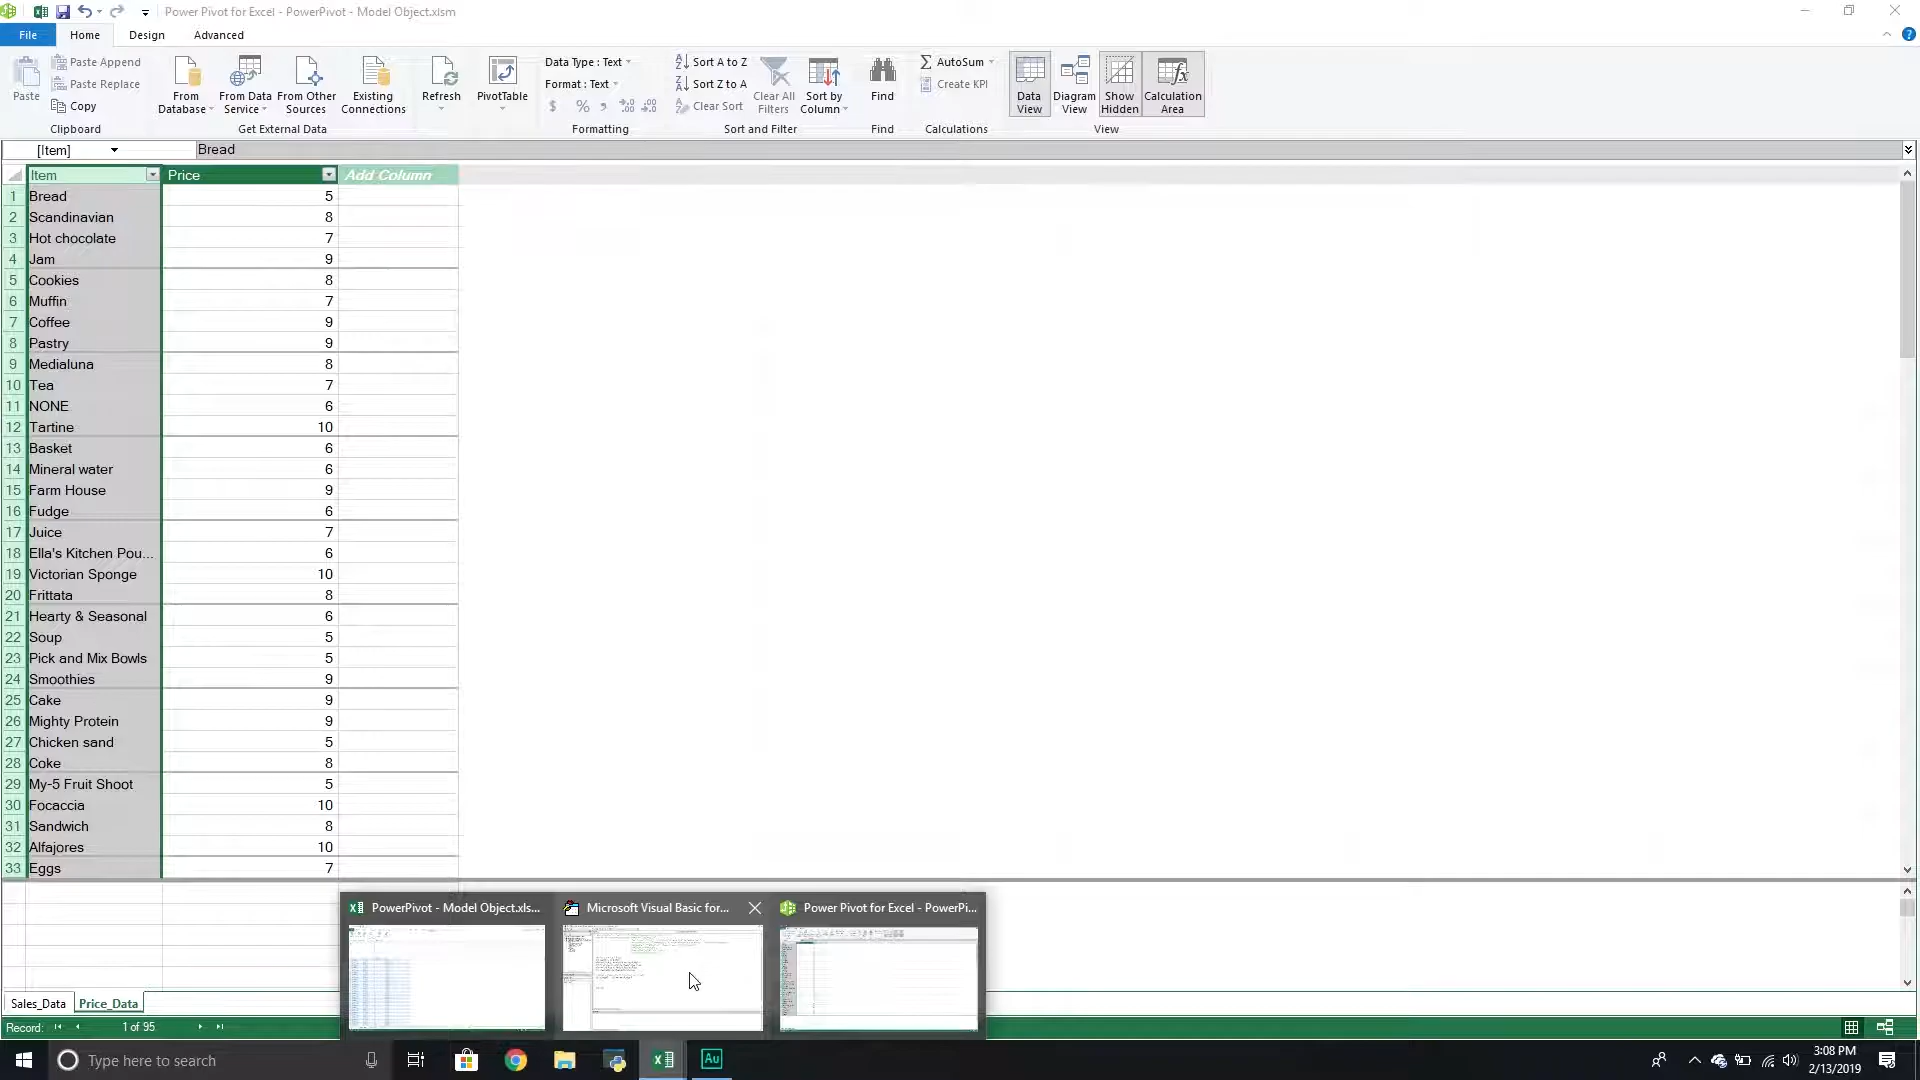 Power Pivot for Excel - PowerPivot - Model Object.xlsm
File Home Design Advanced
Paste
Paste Append
Paste Replace
Copy
Clipboard
From Database
From Data Service
From Other Sources
Existing Connections
Get External Data
Refresh
PivotTable
Data Type : Text
Format : Text
$ % ,
Formatting
Sort A to Z
Sort Z to A
Clear Sort
Clear All Filters
Sort by Column
Sort and Filter
Find
Find
AutoSum
Create KPI
Calculations
Data View
Diagram View
Show Hidden
Calculation Area
View
[Item] Bread
Item Price Add Column
1 Bread 5
2 Scandinavian 8
3 Hot chocolate 7
4 Jam 9
5 Cookies 8
6 Muffin 7
7 Coffee 9
8 Pastry 9
9 Medialuna 8
10 Tea 7
11 NONE 6
12 Tartine 10
13 Basket 6
14 Mineral water 6
15 Farm House 9
16 Fudge 6
17 Juice 7
18 Ella's Kitchen Pou... 6
19 Victorian Sponge 10
20 Frittata 8
21 Hearty & Seasonal 6
22 Soup 5
23 Pick and Mix Bowls 5
24 Smoothies 9
25 Cake 9
26 Mighty Protein 9
27 Chicken sand 5
28 Coke 8
29 My-5 Fruit Shoot 5
30 Focaccia 10
31 Sandwich 8
32 Alfajores 10
33 Eggs 7
PowerPivot - Model Object.xls... Microsoft Visual Basic for... Power Pivot for Excel - PowerPi...
Sales_Data Price_Data
Record: 1 of 95
Type here to search
Au
3:08 PM
2/13/2019